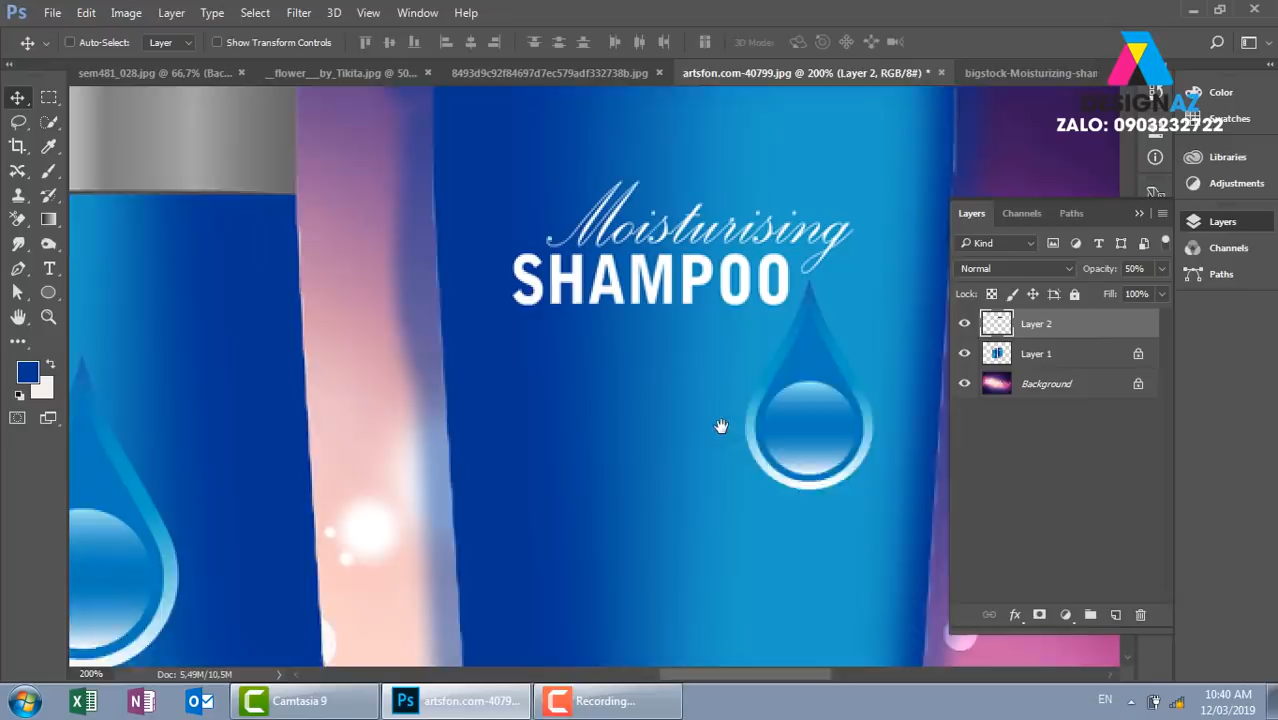 Ps File Edit Image Layer Type Select Filter 3D View Window Help
Auto-Select: Layer Show Transform Controls 3D Mode:
sem481_028.jpg @ 66,7% (Bac... × __flower__by_Tikita.jpg @ 50... × 8493d9c92f84697d7ec579adf332738b.jpg × artsfon.com-40799.jpg @ 200% (Layer 2, RGB/8#) * × bigstock-Moisturizing-shan
DESIGNAZ
ZALO: 0903232722
Color
Swatches
Libraries
Adjustments
Layers
Channels
Paths
Layers Channels Paths
Kind
Normal Opacity: 50%
Lock: Fill: 100%
Layer 2
Layer 1
Background
fx
Moisturising
SHAMPOO
200% Doc: 5,49M/10,5M
Camtasia 9
Ps artsfon.com-4079...
Recording...
EN
10:40 AM
12/03/2019